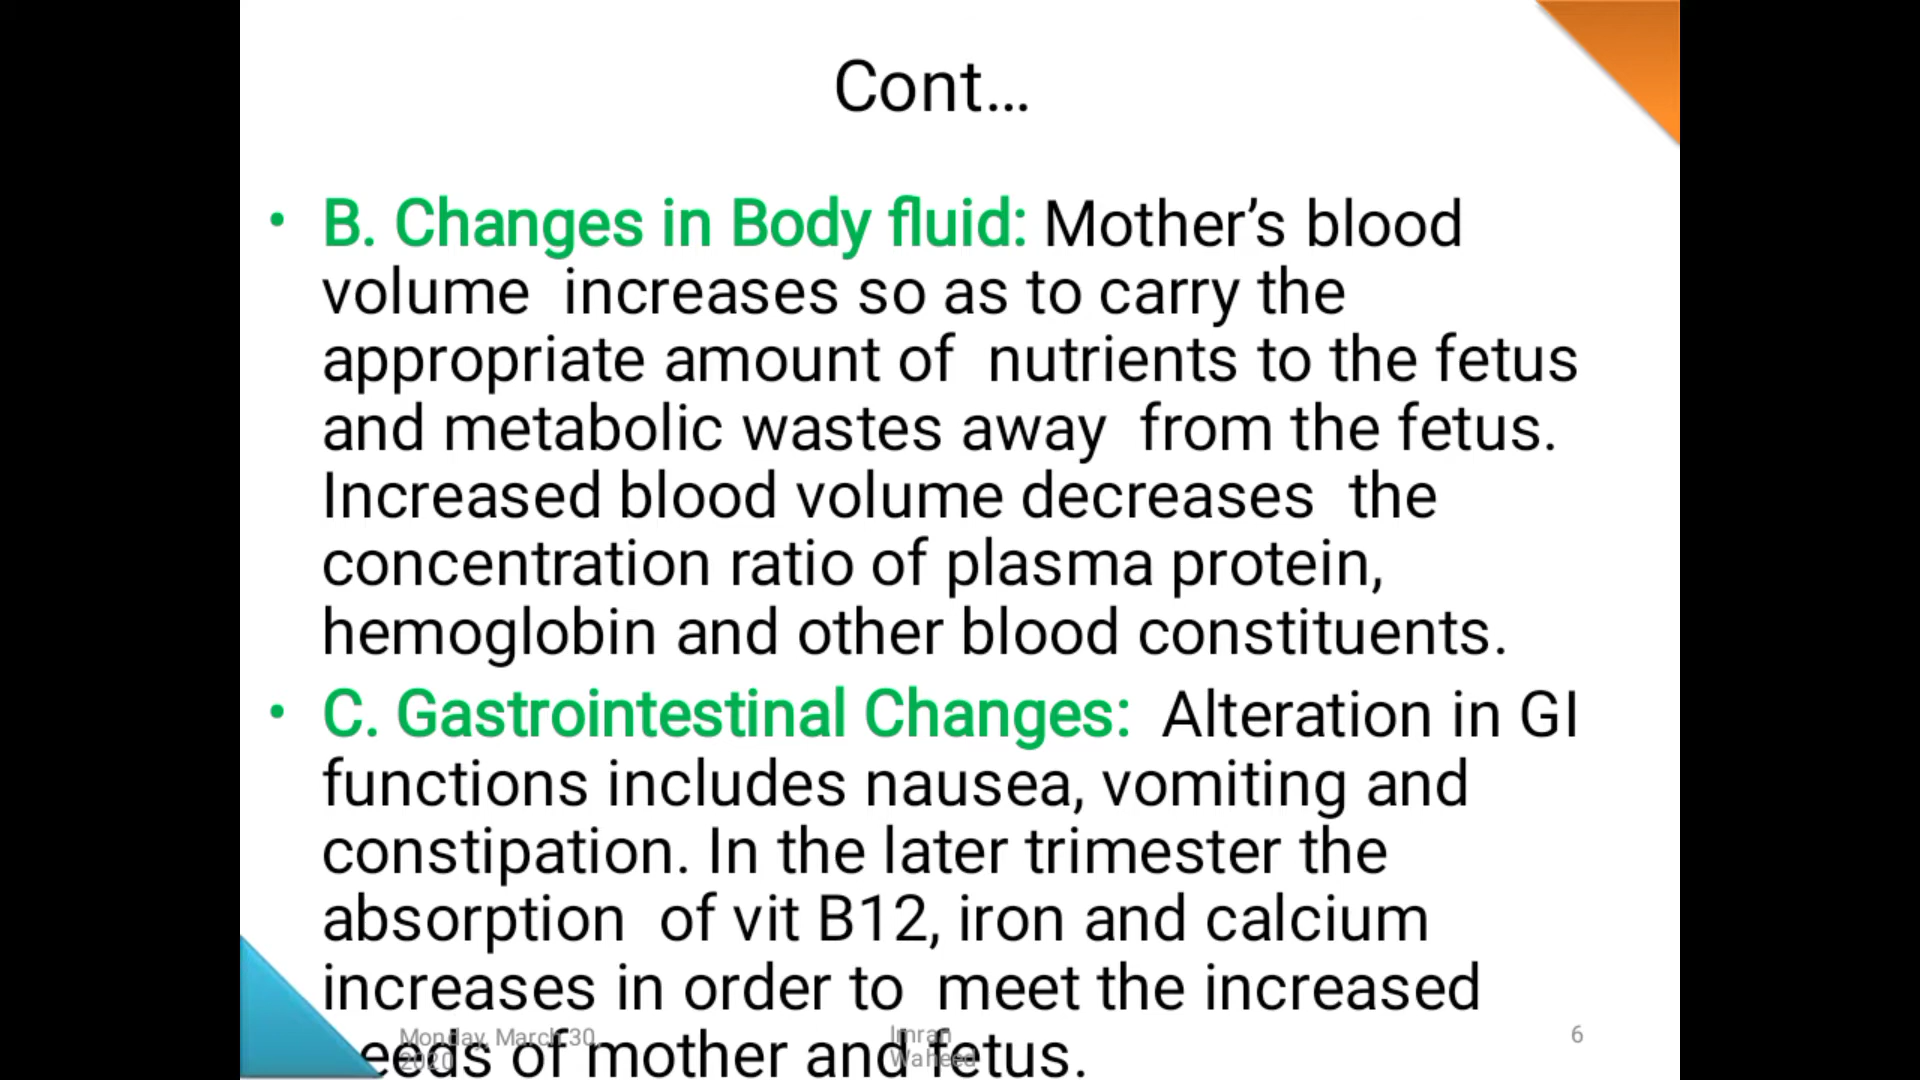 Cont...
• B. Changes in Body fluid: Mother’s blood
volume increases so as to carry the
appropriate amount of nutrients to the fetus
and metabolic wastes away from the fetus.
Increased blood volume decreases the
concentration ratio of plasma protein,
hemoglobin and other blood constituents.
• C. Gastrointestinal Changes: Alteration in GI
functions includes nausea, vomiting and
constipation. In the later trimester the
absorption of vit B12, iron and calcium
increases in order to meet the increased
eeds of mother and fetus.
Monday, March 30,
2020
Imran
Waheed
6